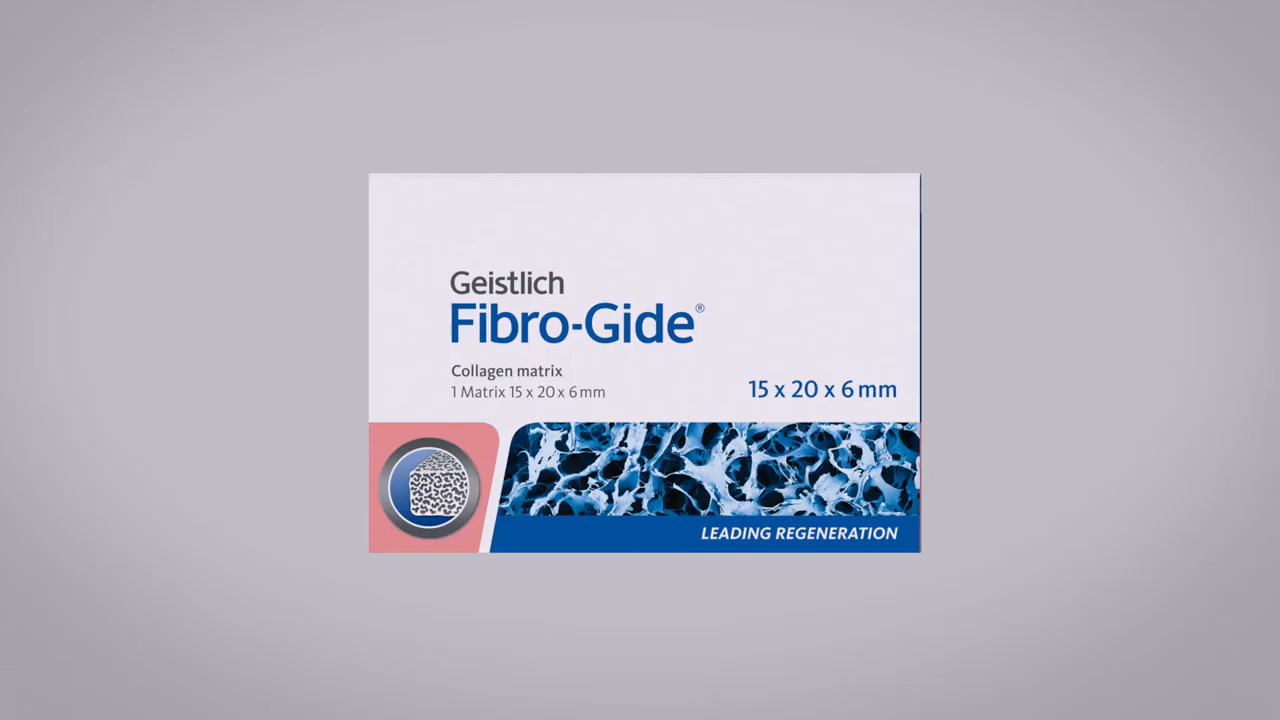 Geistlich
Fibro-Gide®
Collagen matrix
1 Matrix 15 x 20 x 6 mm
15 x 20 x 6 mm
LEADING REGENERATION